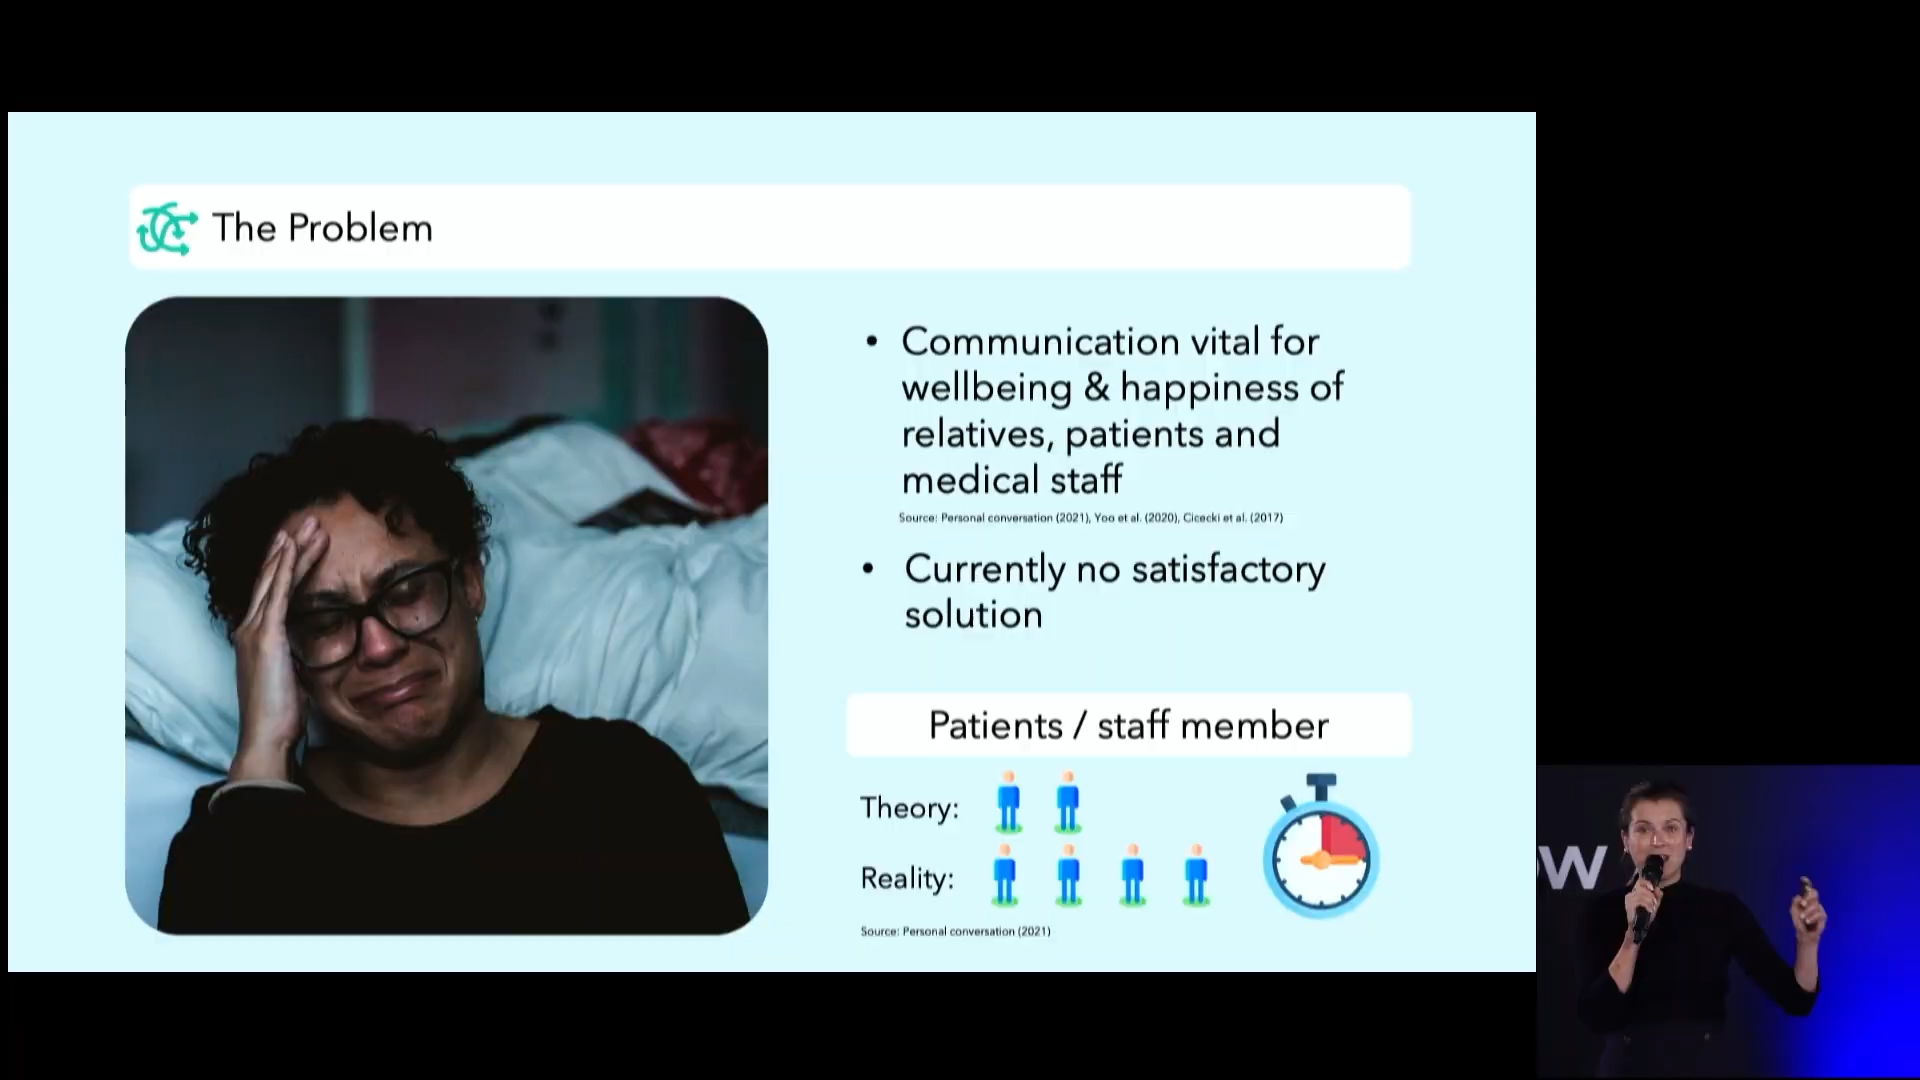 The Problem
• Communication vital for
wellbeing & happiness of
relatives, patients and
medical staff
Source: Personal conversation (2021), Yoo et al. (2020), Cicecki et al. (2017)
• Currently no satisfactory
solution
Patients / staff member
Theory:
Reality:
Source: Personal conversation (2021)
W